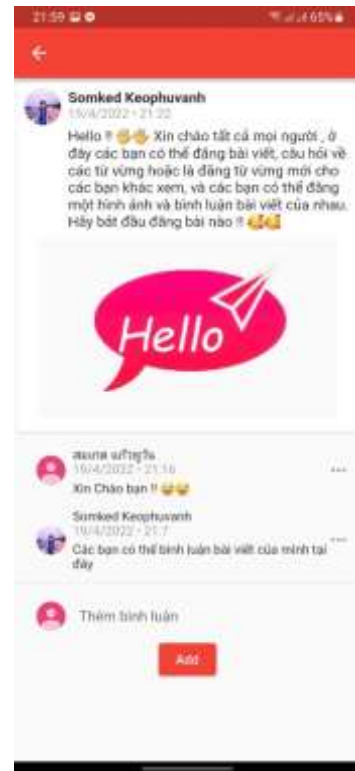 21:59
65%
Somked Keophuvanh
19/4/2022 - 21:22
Hello !! 👋👋 Xin chào tất cả mọi người , ở
đây các bạn có thể đăng bài viết, câu hỏi về
các từ vững hoặc là đăng từ vững mới cho
các bạn khác xem, và các bạn có thể đăng
một hình ảnh và bình luận bài viết của nhau.
Hãy bắt đầu đăng bài nào !! 🥰🥰
Hello
19/4/2022 - 21:16
Xin Chào bạn !! 😅😅
Somked Keophuvanh
19/4/2022 - 21:7
Các bạn có thể bình luận bài viết của mình tại
đây
Thêm bình luận
Add